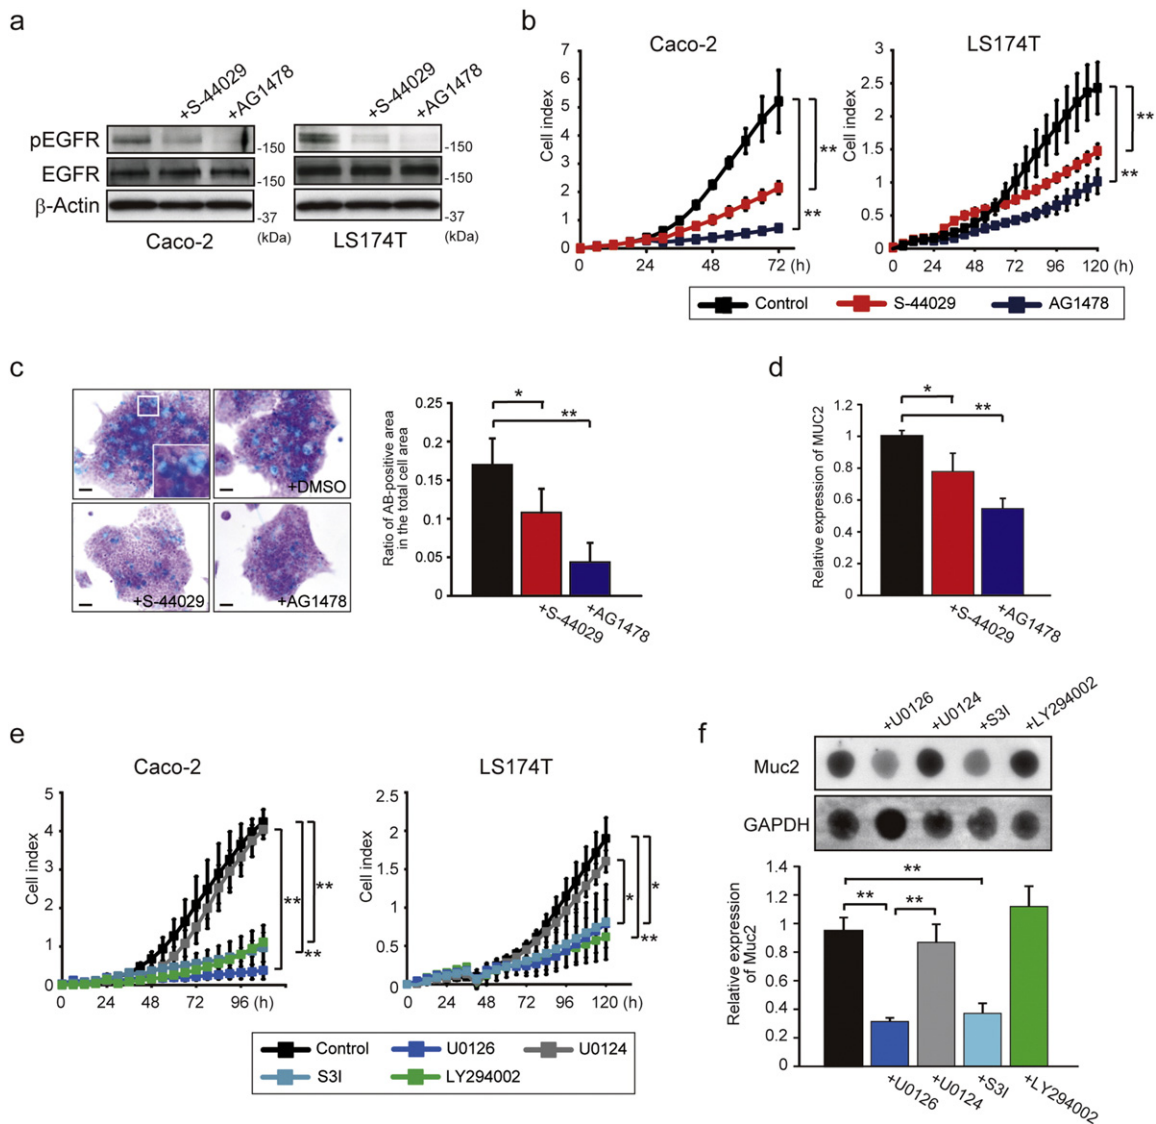 a
+S-44029
+AG1478
+S-44029
+AG1478
pEGFR
-150
-150
EGFR
-150
-150
β-Actin
-37
-37
Caco-2
(kDa)
LS174T
(kDa)
b
Caco-2
LS174T
Cell index
7
6
5
4
3
2
1
0
0 24 48 72 (h)
**
**
Cell index
3
2.5
2
1.5
1
0.5
0
0 24 48 72 96 120 (h)
**
**
Control S-44029 AG1478
c
+DMSO
+S-44029
+AG1478
Ratio of AB-positive area
in the total cell area
0.25
0.2
0.15
0.1
0.05
0
*
**
+S-44029
+AG1478
d
Relative expression of MUC2
1.2
1
0.8
0.6
0.4
0.2
0
*
**
+S-44029
+AG1478
e
Caco-2
LS174T
Cell index
5
4
3
2
1
0
0 24 48 72 96 (h)
**
**
**
Cell index
2.5
2
1.5
1
0.5
0
0 24 48 72 96 120 (h)
*
*
**
Control U0126 U0124
S3I LY294002
f
+U0126
+U0124
+S3I
+LY294002
Muc2
GAPDH
Relative expression
of Muc2
1.4
1.2
1
0.8
0.6
0.4
0.2
0
**
**
**
+U0126
+U0124
+S3I
+LY294002